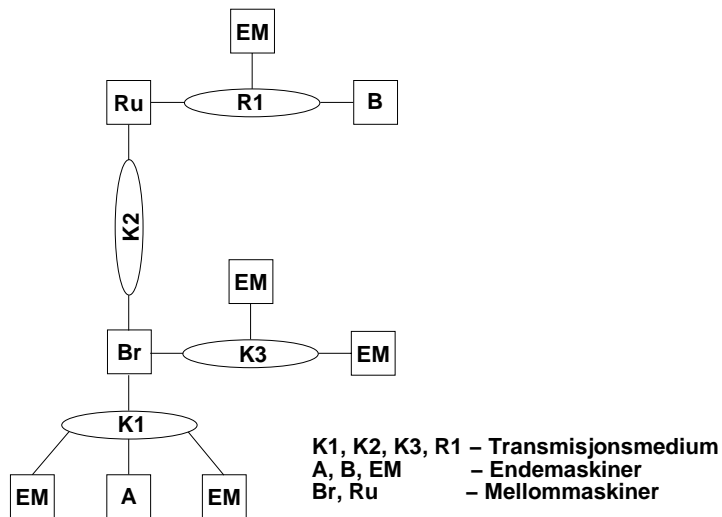 EM
Ru
R1
B
K2
EM
Br
K3
EM
K1
EM
A
EM
K1, K2, K3, R1 – Transmisjonsmedium
A, B, EM – Endemaskiner
Br, Ru – Mellommaskiner